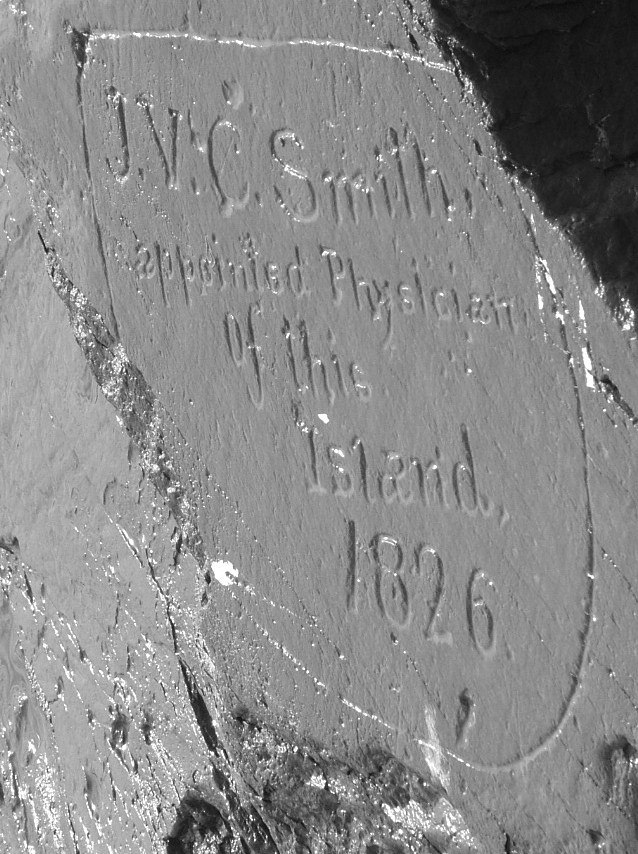 J.V.C. Smith,
appointed Physician
of this
Island,
1826.